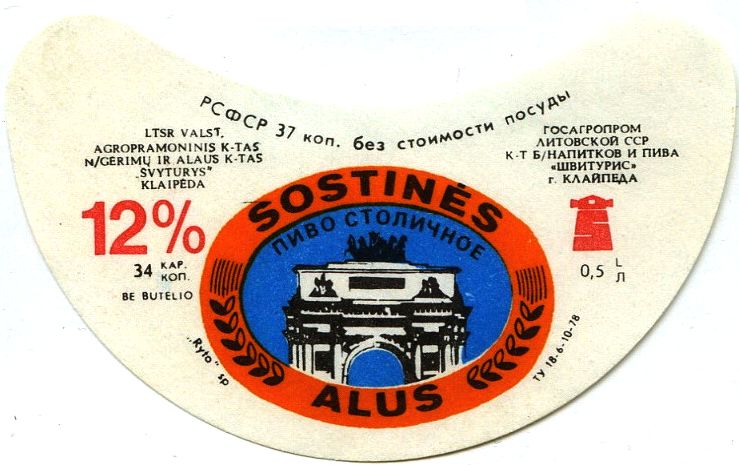 РСФСР 37 коп. без стоимости посуды
LTSR VALST,
AGROPRAMONINIS K-TAS
N/GĖRIMŲ IR ALAUS K-TAS
„ŠVYTURYS"
KLAIPĖDA
12%
34 КАР.
КОП.
BE BUTELIO
„Ryto" sp
SOSTINĖS
ПИВО СТОЛИЧНОЕ
ALUS
ГОСАГРОПРОМ
ЛИТОВСКОЙ ССР
К-Т Б/НАПИТКОВ И ПИВА
«ШВИТУРИС»
г. КЛАЙПЕДА
0,5 L
Л
ТУ 18-6-10-78